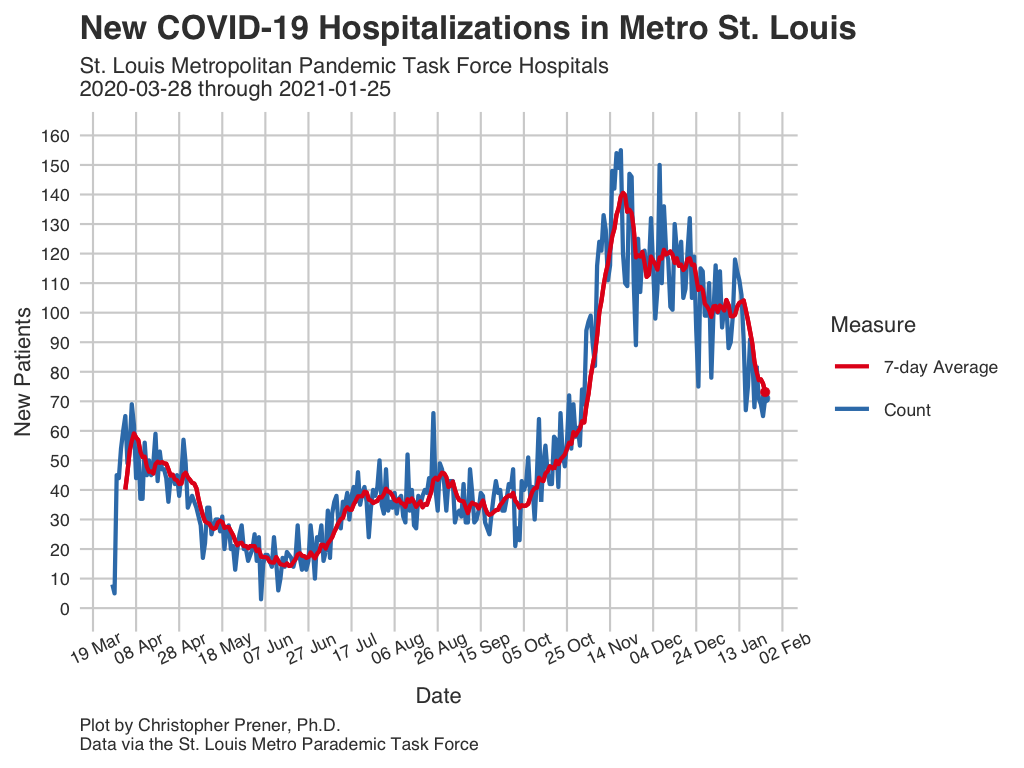 New COVID-19 Hospitalizations in Metro St. Louis
St. Louis Metropolitan Pandemic Task Force Hospitals
2020-03-28 through 2021-01-25
160
150
140
130
120
110
100
90
80
70
60
50
40
30
20
10
0
New Patients
19 Mar
08 Apr
28 Apr
18 May
07 Jun
27 Jun
17 Jul
06 Aug
26 Aug
15 Sep
05 Oct
25 Oct
14 Nov
04 Dec
24 Dec
13 Jan
02 Feb
Date
Measure
7-day Average
Count
Plot by Christopher Prener, Ph.D.
Data via the St. Louis Metro Parademic Task Force